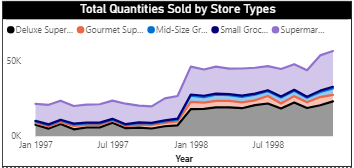 Total Quantities Sold by Store Types
Deluxe Super... Gourmet Sup... Mid-Size Gr... Small Groc... Supermar...
50K
0K
Jan 1997 Jul 1997 Jan 1998 Jul 1998
Year